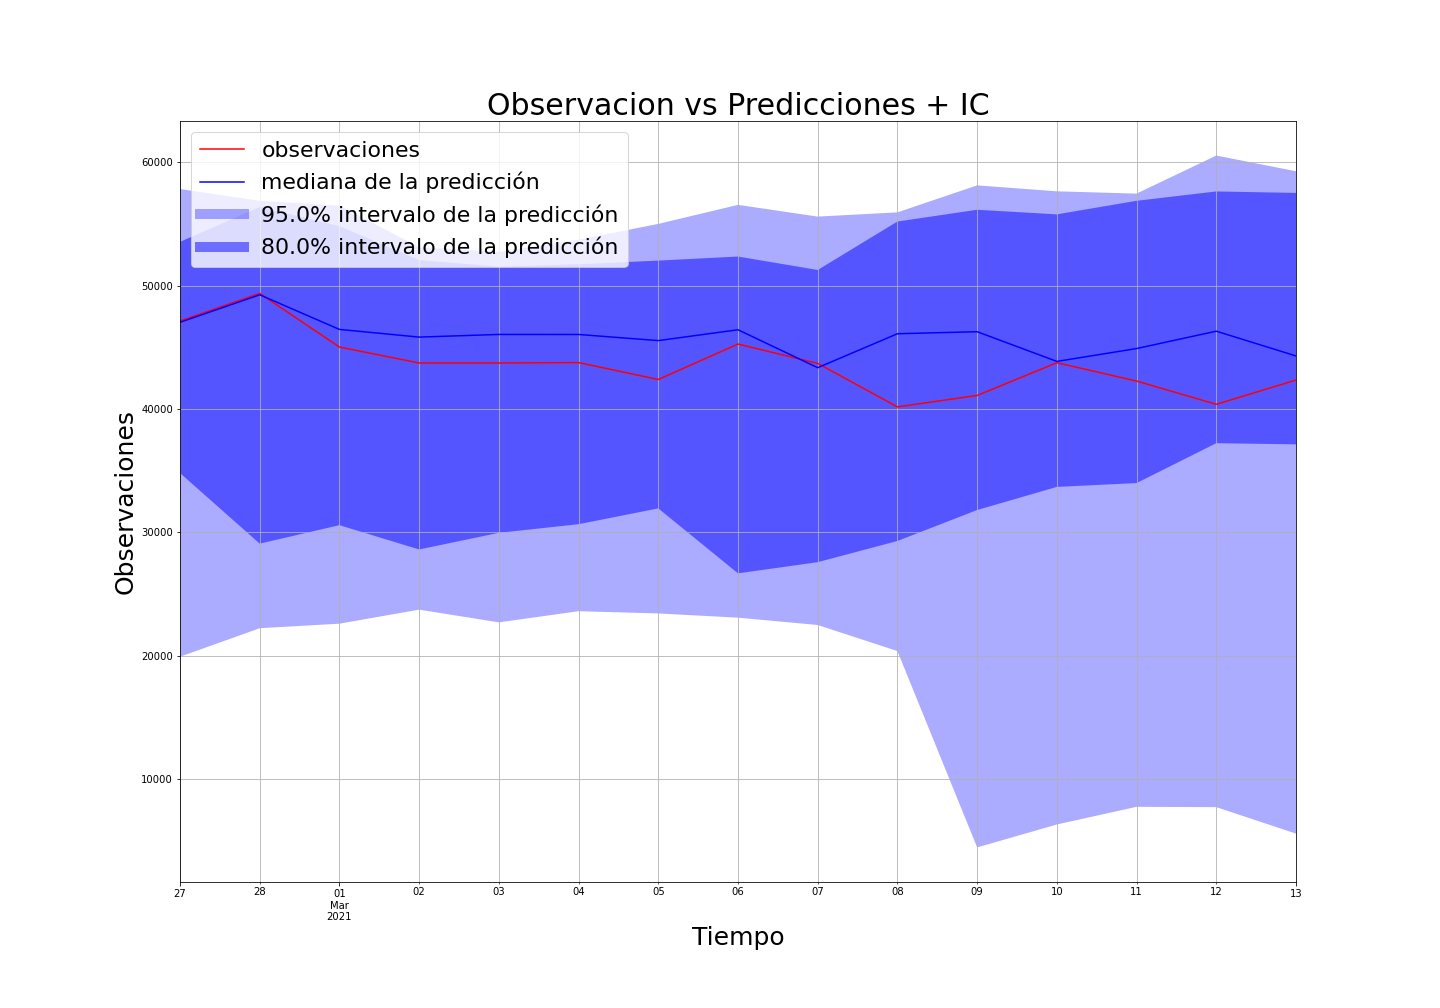 Observacion vs Predicciones + IC
observaciones
mediana de la predicción
95.0% intervalo de la predicción
80.0% intervalo de la predicción
60000
50000
40000
30000
20000
10000
Observaciones
27 28 01 02 03 04 05 06 07 08 09 10 11 12 13
Mar
2021
Tiempo